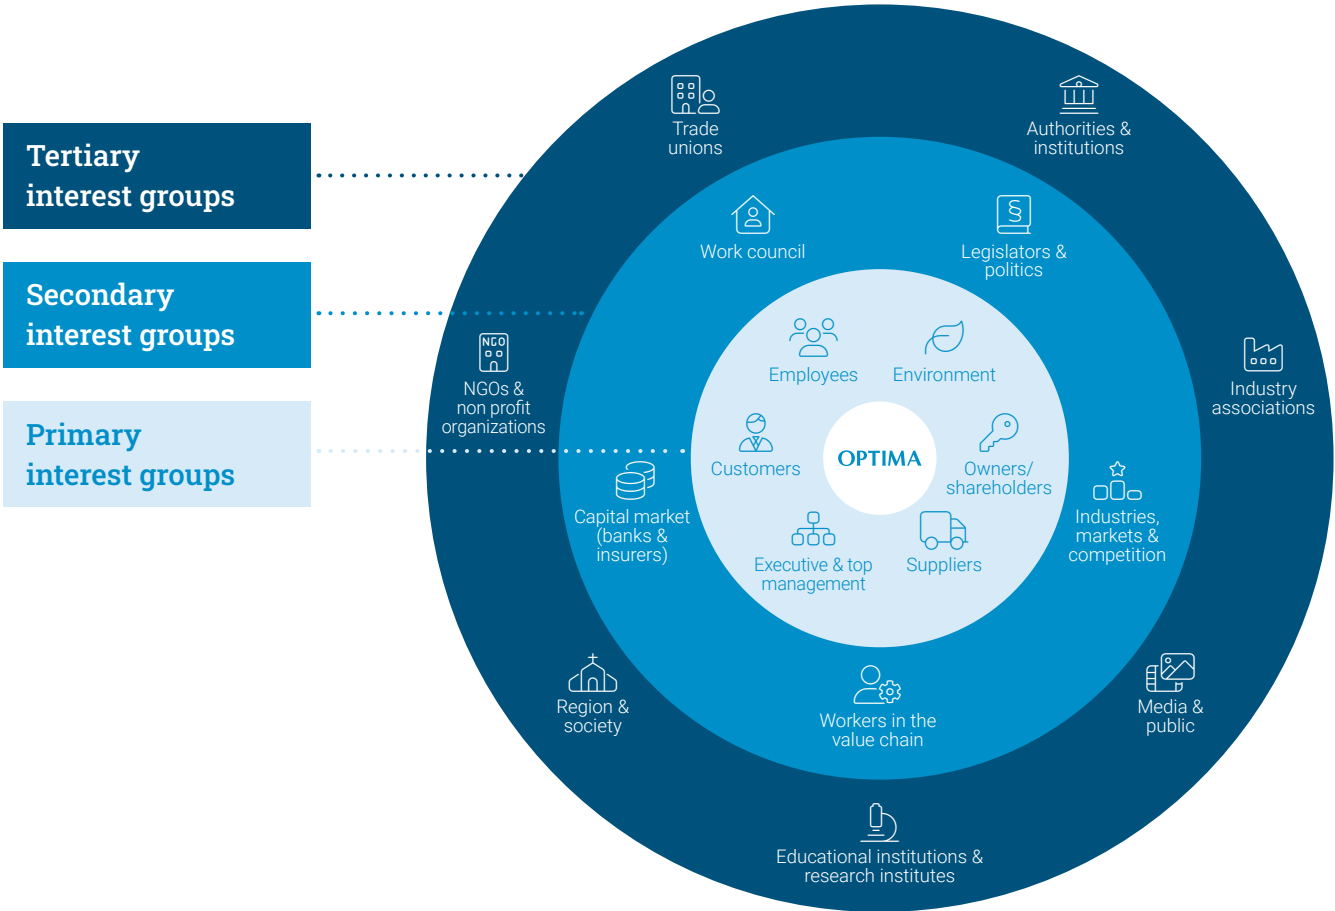 Tertiary
interest groups
Secondary
interest groups
Primary
interest groups
Trade
unions
Authorities &
institutions
Work council
Legislators &
politics
NGO
NGOs &
non profit
organizations
Industry
associations
§
Employees
Environment
Customers
OPTIMA
Owners/
shareholders
Capital market
(banks &
insurers)
Industries,
markets &
competition
Executive & top
management
Suppliers
Region &
society
Workers in the
value chain
Media &
public
Educational institutions &
research institutes